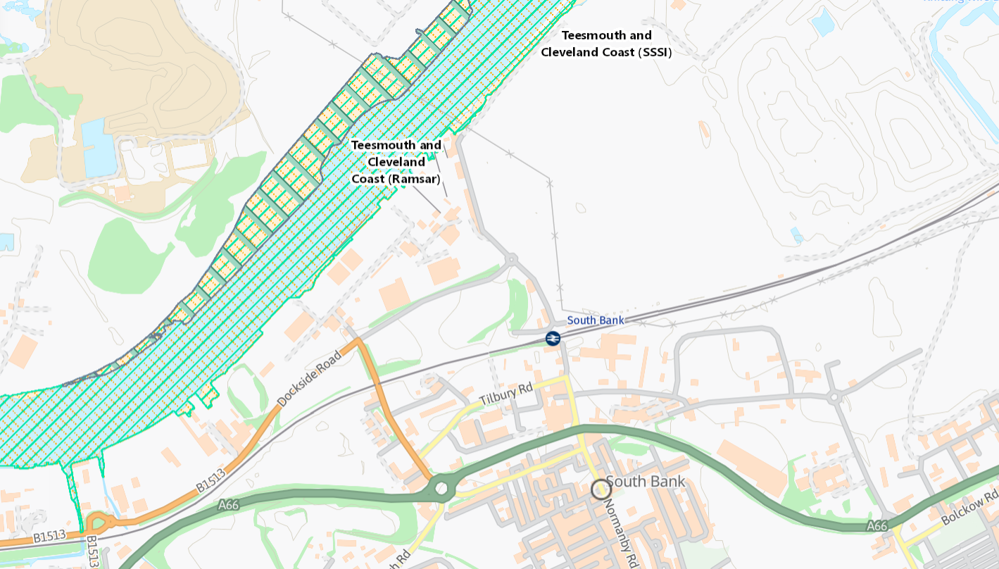 Teesmouth and
Cleveland Coast (SSSI)
Teesmouth and
Cleveland
Coast (Ramsar)
South Bank
Dockside Road
Tilbury Rd
B1513
A66
South Bank
Normanby Rd
A66
Bolckow Rd
B1513
B1513
Rd